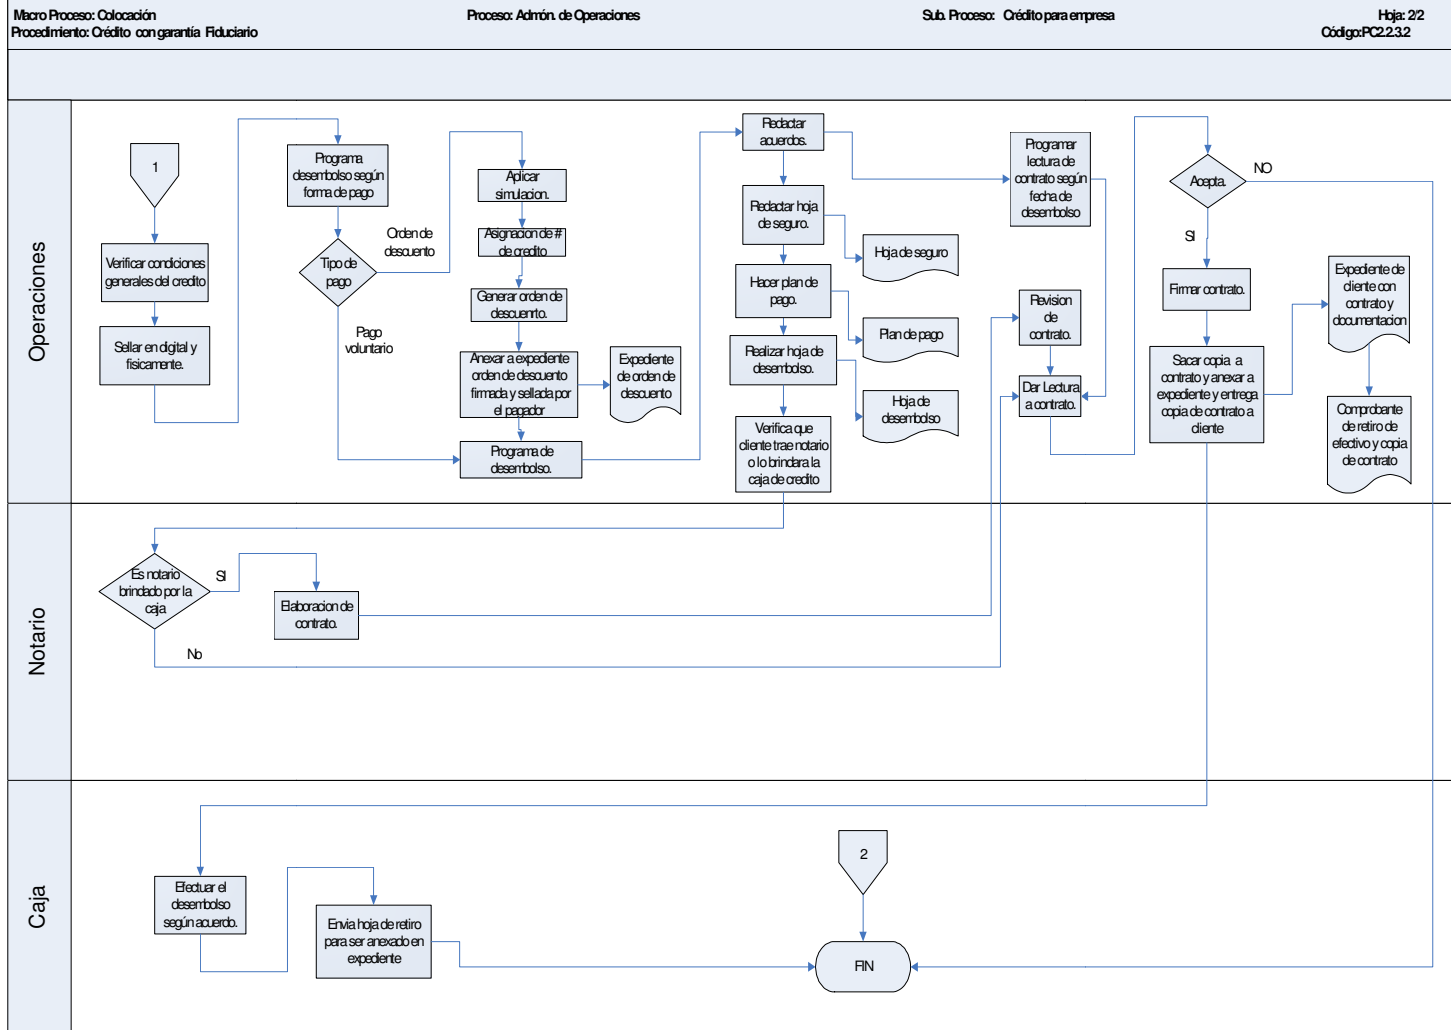 Macro Proceso: Colocación
Proceso: Admón. de Operaciones
Sub. Proceso: Crédito para empresa
Hoja: 2/2
Procedimiento: Crédito con garantía Fiduciario
Código:PC2.2.3.2
Operaciones
1
Verificar condiciones
generales del credito
Sellar en digital y
fisicamente.
Programa
desembolso según
forma de pago
Tipo de
pago
Orden de
descuento
Pago
voluntario
Aplicar
simulacion.
Asignacion de #
de credito
Generar orden de
descuenrto.
Anexar a expediente
orden de descuento
firmada y sellada por
el pagador
Expediente
de orden de
descuento
Programa de
desembolso.
Redactar
acuerdos.
Redactar hoja
de seguro.
Hoja de seguro
Hacer plan de
pago.
Plan de pago
Realizar hoja de
desembolso.
Hoja de
desembolso
Verifica que
cliente trae notario
o lo brindara la
caja de credito
Programar
lectura de
contrato según
fecha de
desembolso
Revision
de
contrato.
Dar Lectura
a contrato.
Acepta.
NO
SI
Firmar contrato.
Sacar copia a
contrato y anexar a
expediente y entrega
copia de contrato a
cliente
Expediente de
cliente con
contrato y
documentacion
Comprobante
de retiro de
efectivo y copia
de contrato
Notario
Es notario
brindado por la
caja
SI
No
Elaboracion de
contrato.
Caja
Efectuar el
desembolso
según acuerdo.
Envia hoja de retiro
para ser anexado en
expediente
2
FIN